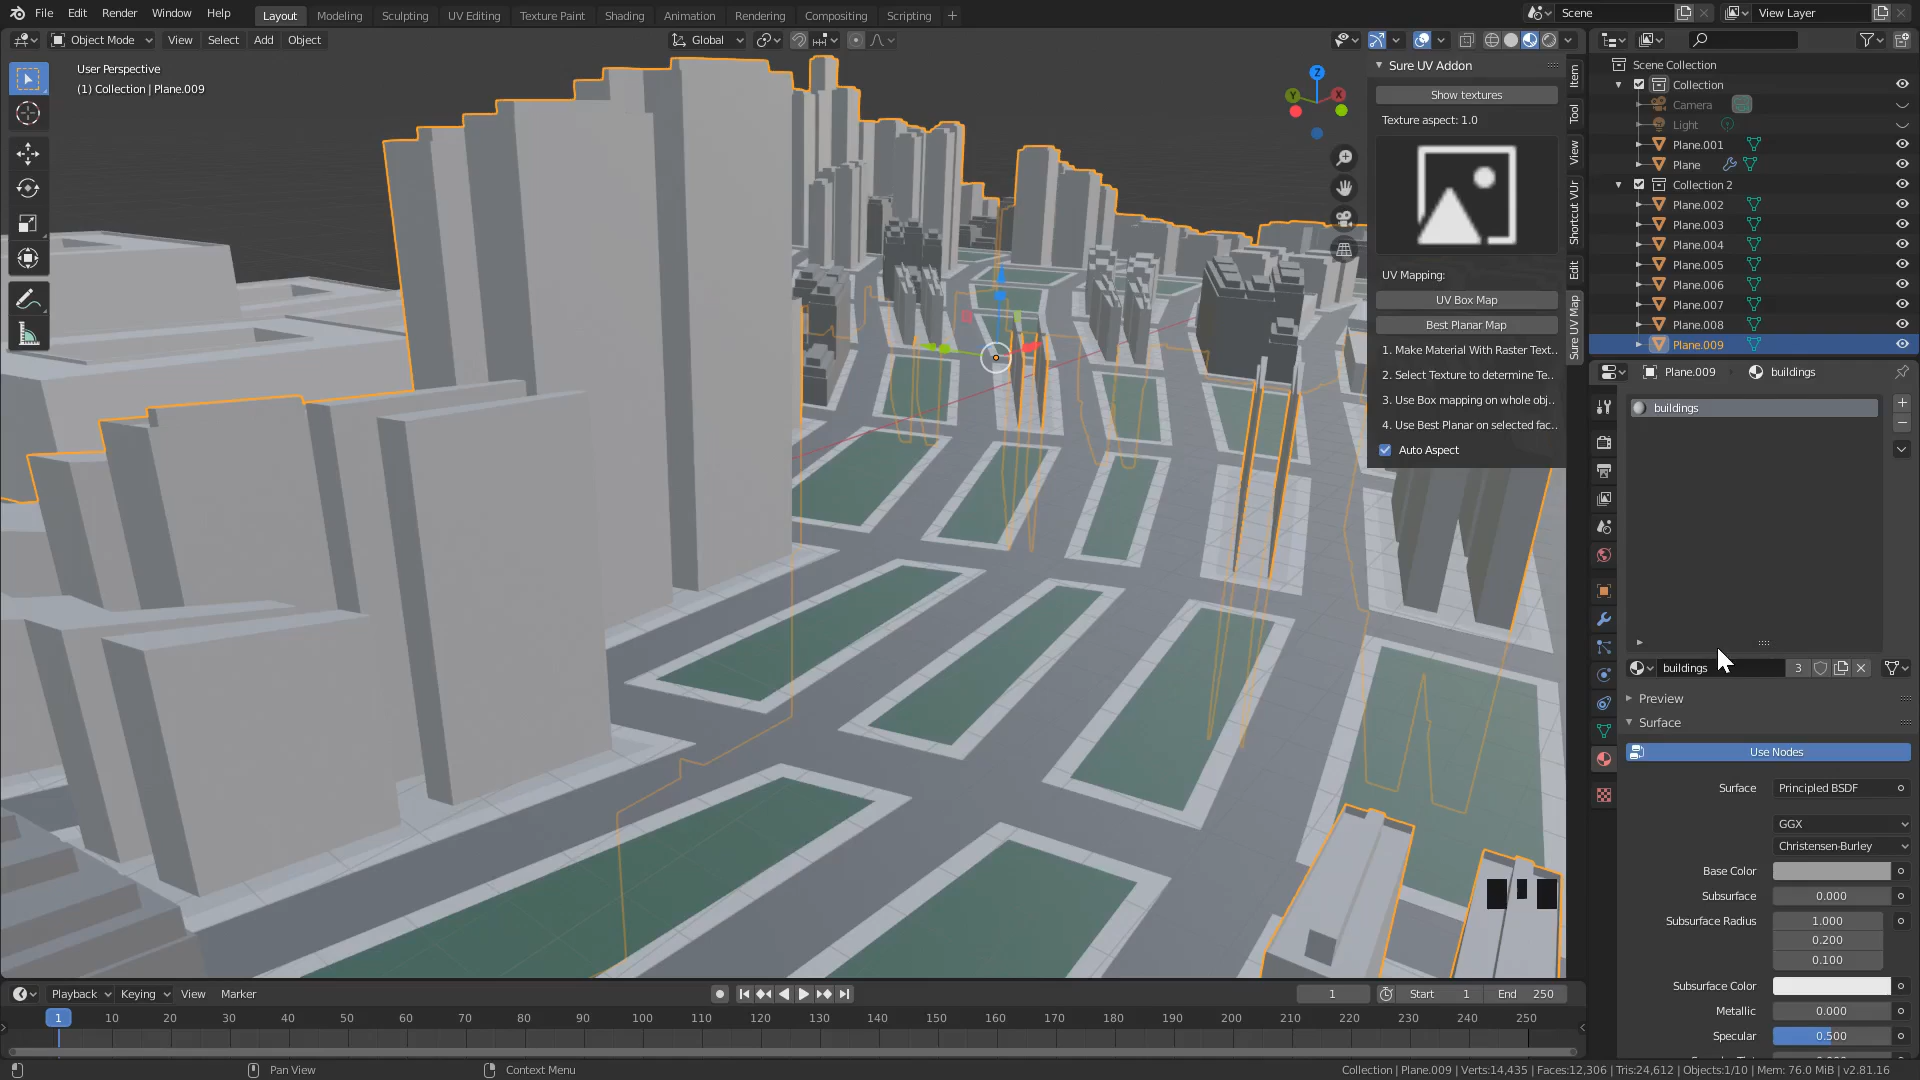 File Edit Render Window Help Layout Modeling Sculpting UV Editing Texture Paint Shading Animation Rendering Compositing Scripting + Scene View Layer
Object Mode View Select Add Object Global
User Perspective
(1) Collection | Plane.009
Z
Y
X
Sure UV Addon
Show textures
Texture aspect: 1.0
UV Mapping:
UV Box Map
Best Planar Map
1. Make Material With Raster Text..
2. Select Texture to determine Te..
3. Use Box mapping on whole obj..
4. Use Best Planar on selected fac..
Auto Aspect
Item
Tool
View
Shortcut VUr
Edit
Sure UV Map
Scene Collection
Collection
Camera
Light
Plane.001
Plane
Collection 2
Plane.002
Plane.003
Plane.004
Plane.005
Plane.006
Plane.007
Plane.008
Plane.009
Plane.009 buildings
buildings
buildings 3
Preview
Surface
Use Nodes
Surface Principled BSDF
GGX
Christensen-Burley
Base Color
Subsurface 0.000
Subsurface Radius 1.000
0.200
0.100
Subsurface Color
Metallic 0.000
Specular 0.500
Playback Keying View Marker 1 Start 1 End 250
1 10 20 30 40 50 60 70 80 90 100 110 120 130 140 150 160 170 180 190 200 210 220 230 240 250
Pan View Context Menu Collection | Plane.009 | Verts:14,435 | Faces:12,306 | Tris:24,612 | Objects:1/10 | Mem: 76.0 MiB | v2.81.16